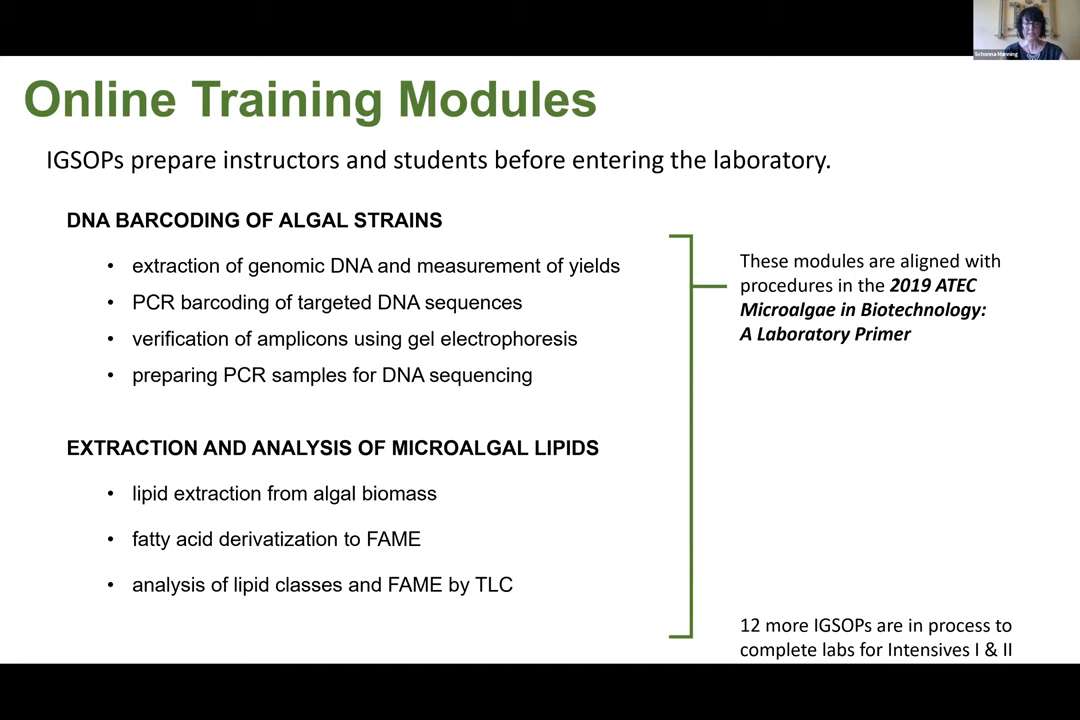 Schonna Manning
Online Training Modules
IGSOPs prepare instructors and students before entering the laboratory.
DNA BARCODING OF ALGAL STRAINS
• extraction of genomic DNA and measurement of yields
• PCR barcoding of targeted DNA sequences
• verification of amplicons using gel electrophoresis
• preparing PCR samples for DNA sequencing
EXTRACTION AND ANALYSIS OF MICROALGAL LIPIDS
• lipid extraction from algal biomass
• fatty acid derivatization to FAME
• analysis of lipid classes and FAME by TLC
These modules are aligned with
procedures in the 2019 ATEC
Microalgae in Biotechnology:
A Laboratory Primer
12 more IGSOPs are in process to
complete labs for Intensives I & II